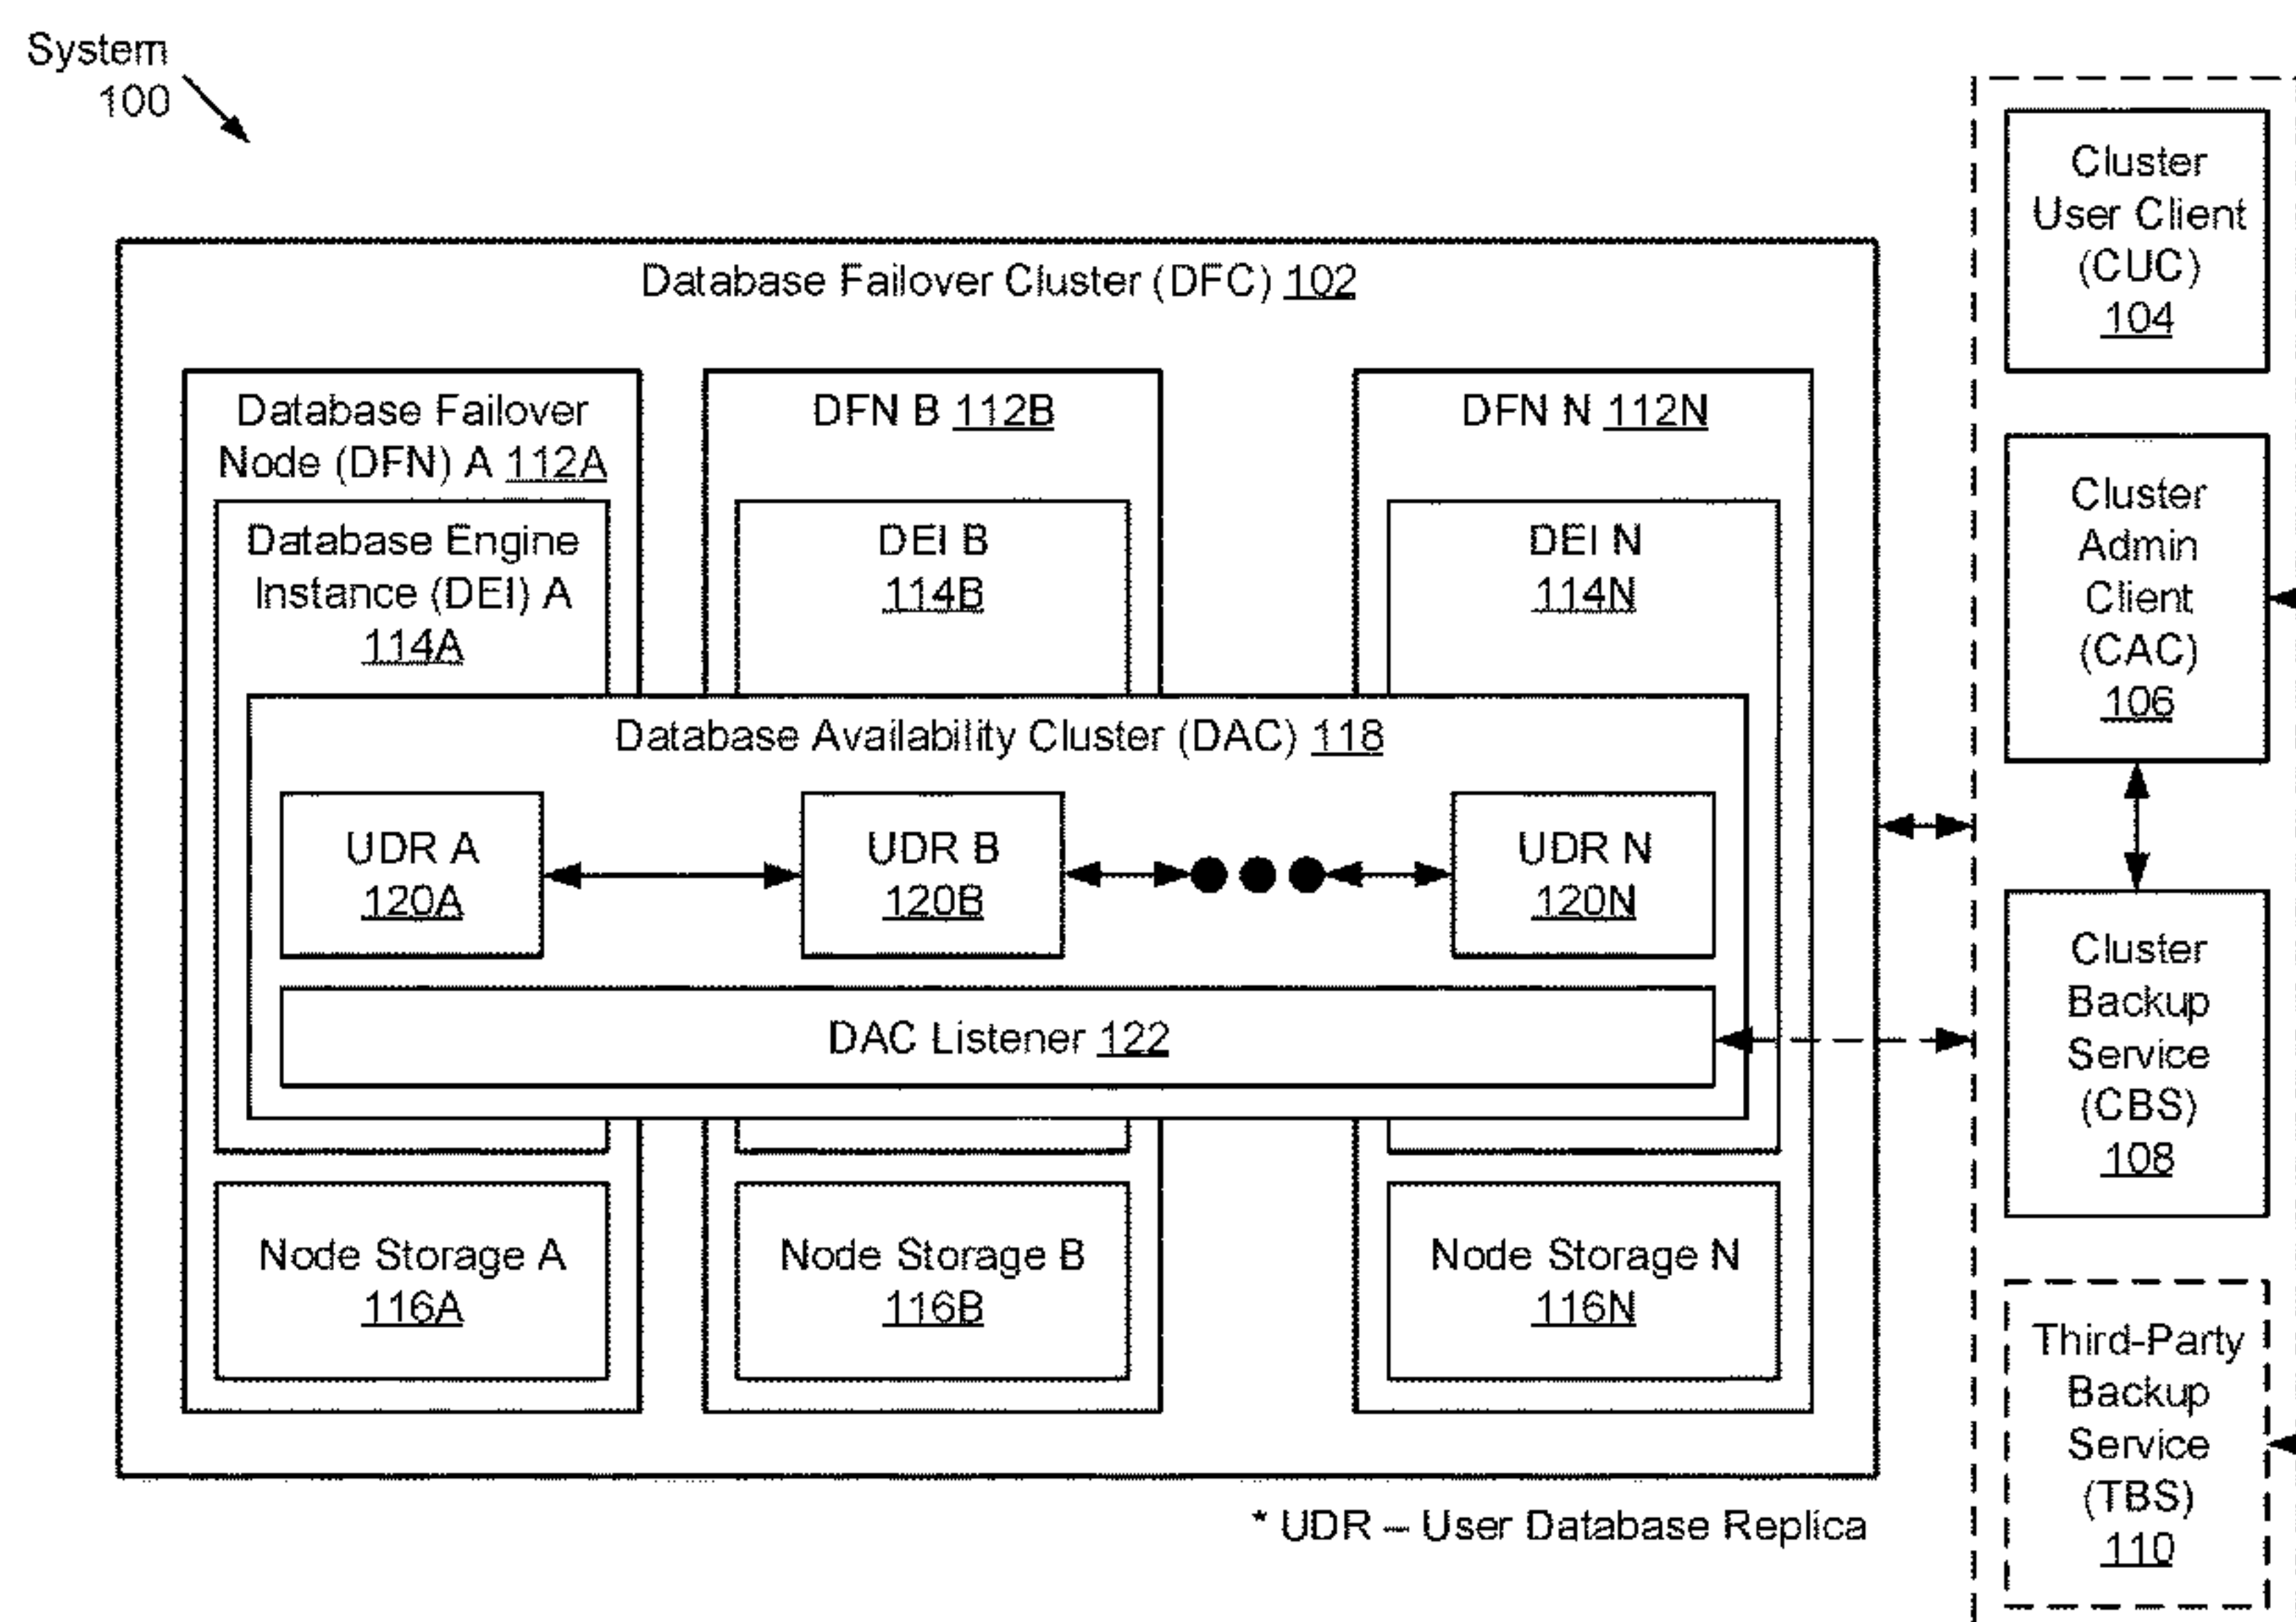 System
100
Database Failover Cluster (DFC) 102
Database Failover
Node (DFN) A 112A
DFN B 112B
DFN N 112N
Database Engine
Instance (DEI) A
114A
DEI B
114B
DEI N
114N
Database Availability Cluster (DAC) 118
UDR A
120A
UDR B
120B
UDR N
120N
DAC Listener 122
Node Storage A
116A
Node Storage B
116B
Node Storage N
116N
* UDR – User Database Replica
Cluster
User Client
(CUC)
104
Cluster
Admin
Client
(CAC)
106
Cluster
Backup
Service
(CBS)
108
Third-Party
Backup
Service
(TBS)
110